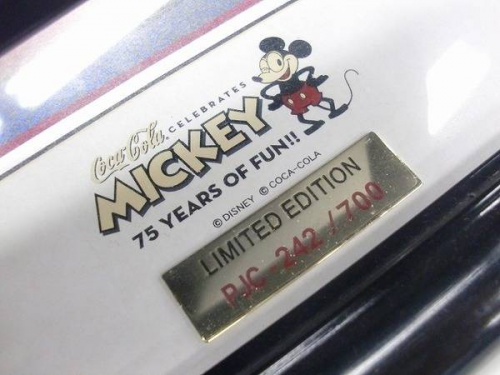 Coca-Cola CELEBRATES
MICKEY
75 YEARS OF FUN!!
© DISNEY © COCA-COLA
LIMITED EDITION
PJC-242/700